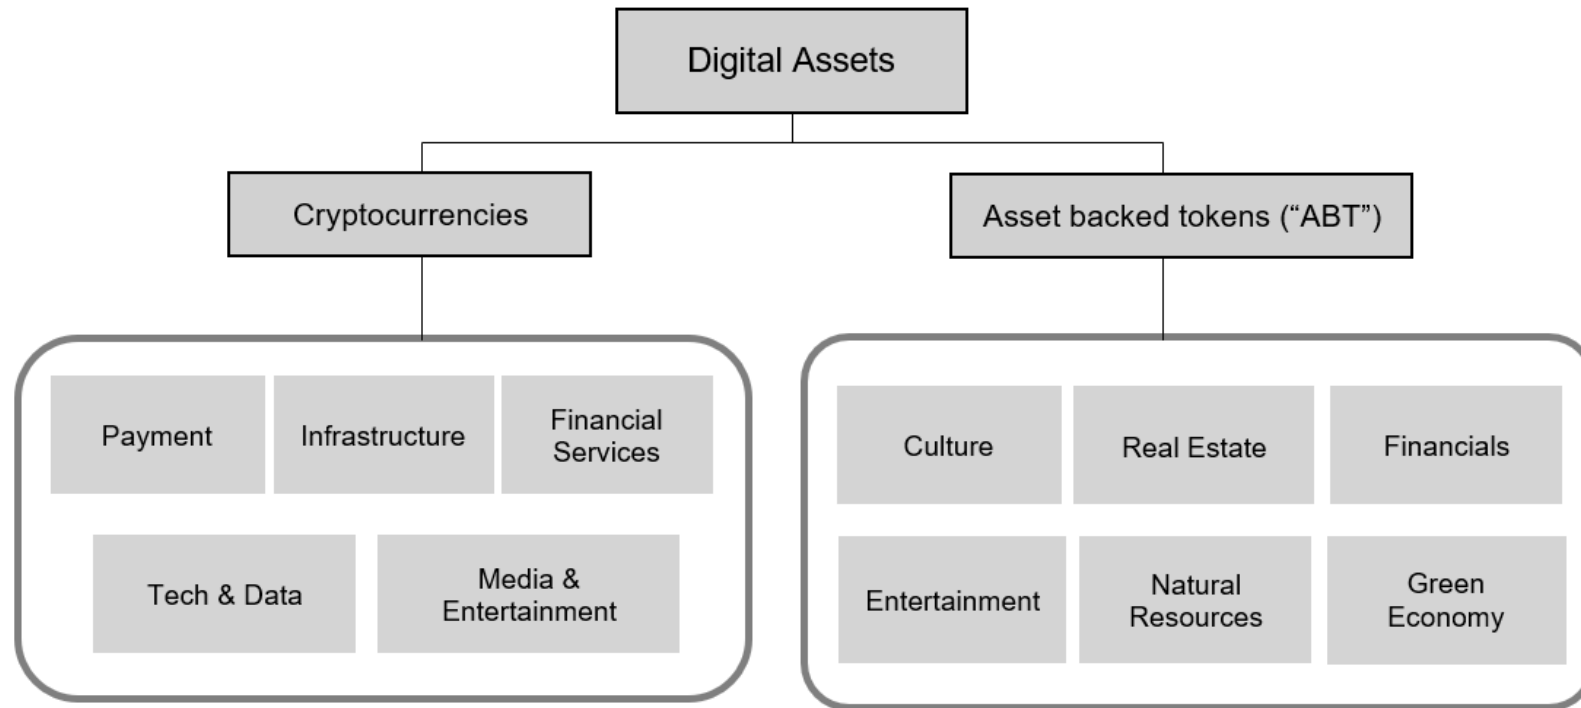 Digital Assets
Cryptocurrencies
Asset backed tokens (“ABT”)
Payment
Infrastructure
Financial
Services
Tech & Data
Media &
Entertainment
Culture
Real Estate
Financials
Entertainment
Natural
Resources
Green
Economy